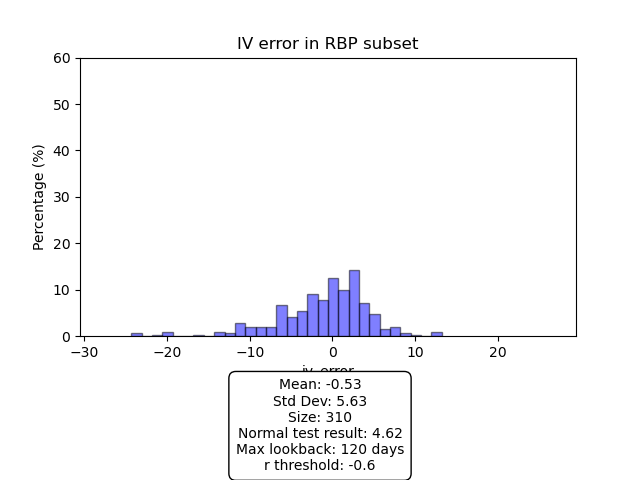 IV error in RBP subset
60
50
40
30
20
10
0
Percentage (%)
−30
−20
−10
0
10
20
iv_error
Mean: -0.53
Std Dev: 5.63
Size: 310
Normal test result: 4.62
Max lookback: 120 days
r threshold: -0.6